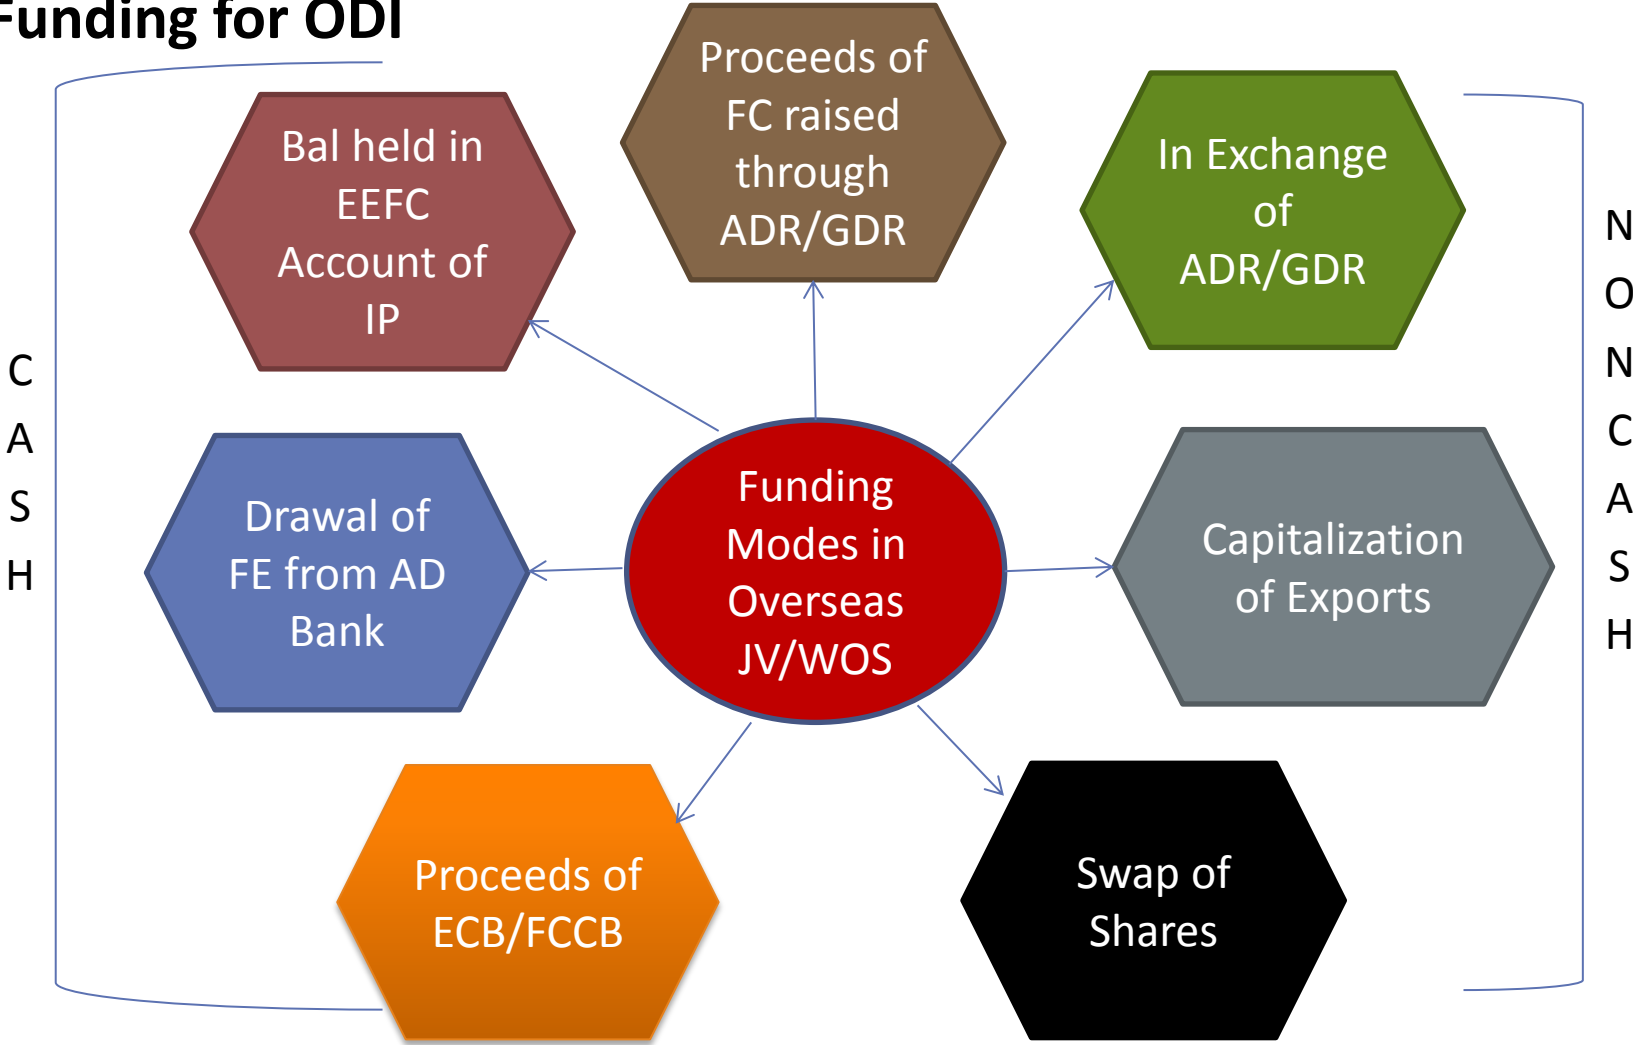 Funding for ODI
Proceeds of
FC raised
through
ADR/GDR
Bal held in
EEFC
Account of
IP
In Exchange
of
ADR/GDR
C
A
S
H
N
O
N
C
A
S
H
Drawal of
FE from AD
Bank
Funding
Modes in
Overseas
JV/WOS
Capitalization
of Exports
Proceeds of
ECB/FCCB
Swap of
Shares